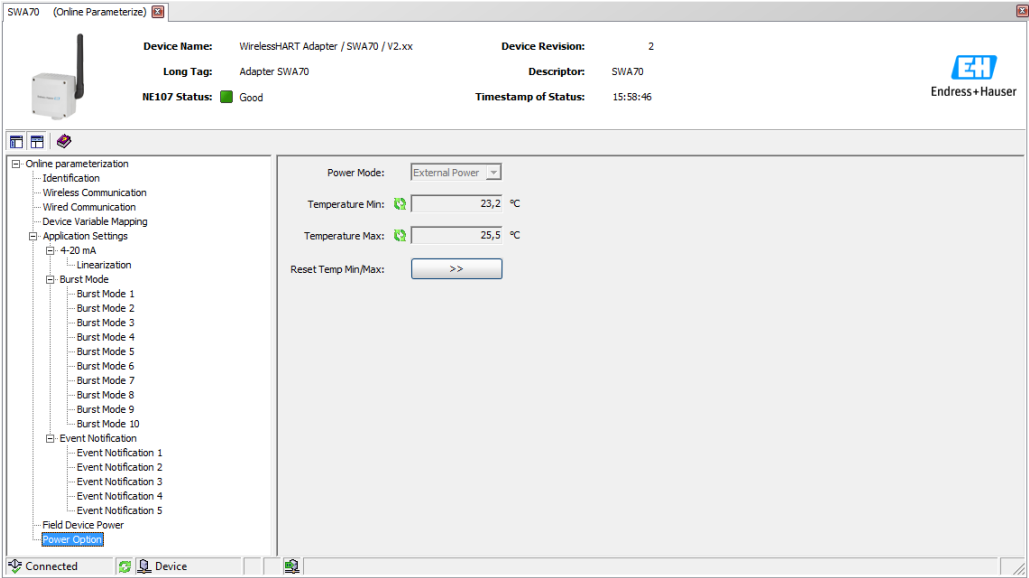 SWA70 (Online Parameterize)
Device Name: WirelessHART Adapter / SWA70 / V2.xx Device Revision: 2
Long Tag: Adapter SWA70 Descriptor: SWA70
NE107 Status: Good Timestamp of Status: 15:58:46
Endress+Hauser
Online parameterization
Identification
Wireless Communication
Wired Communication
Device Variable Mapping
Application Settings
4-20 mA
Linearization
Burst Mode
Burst Mode 1
Burst Mode 2
Burst Mode 3
Burst Mode 4
Burst Mode 5
Burst Mode 6
Burst Mode 7
Burst Mode 8
Burst Mode 9
Burst Mode 10
Event Notification
Event Notification 1
Event Notification 2
Event Notification 3
Event Notification 4
Event Notification 5
Field Device Power
Power Option
Power Mode: External Power
Temperature Min: 23,2 °C
Temperature Max: 25,5 °C
Reset Temp Min/Max: >>
Connected Device